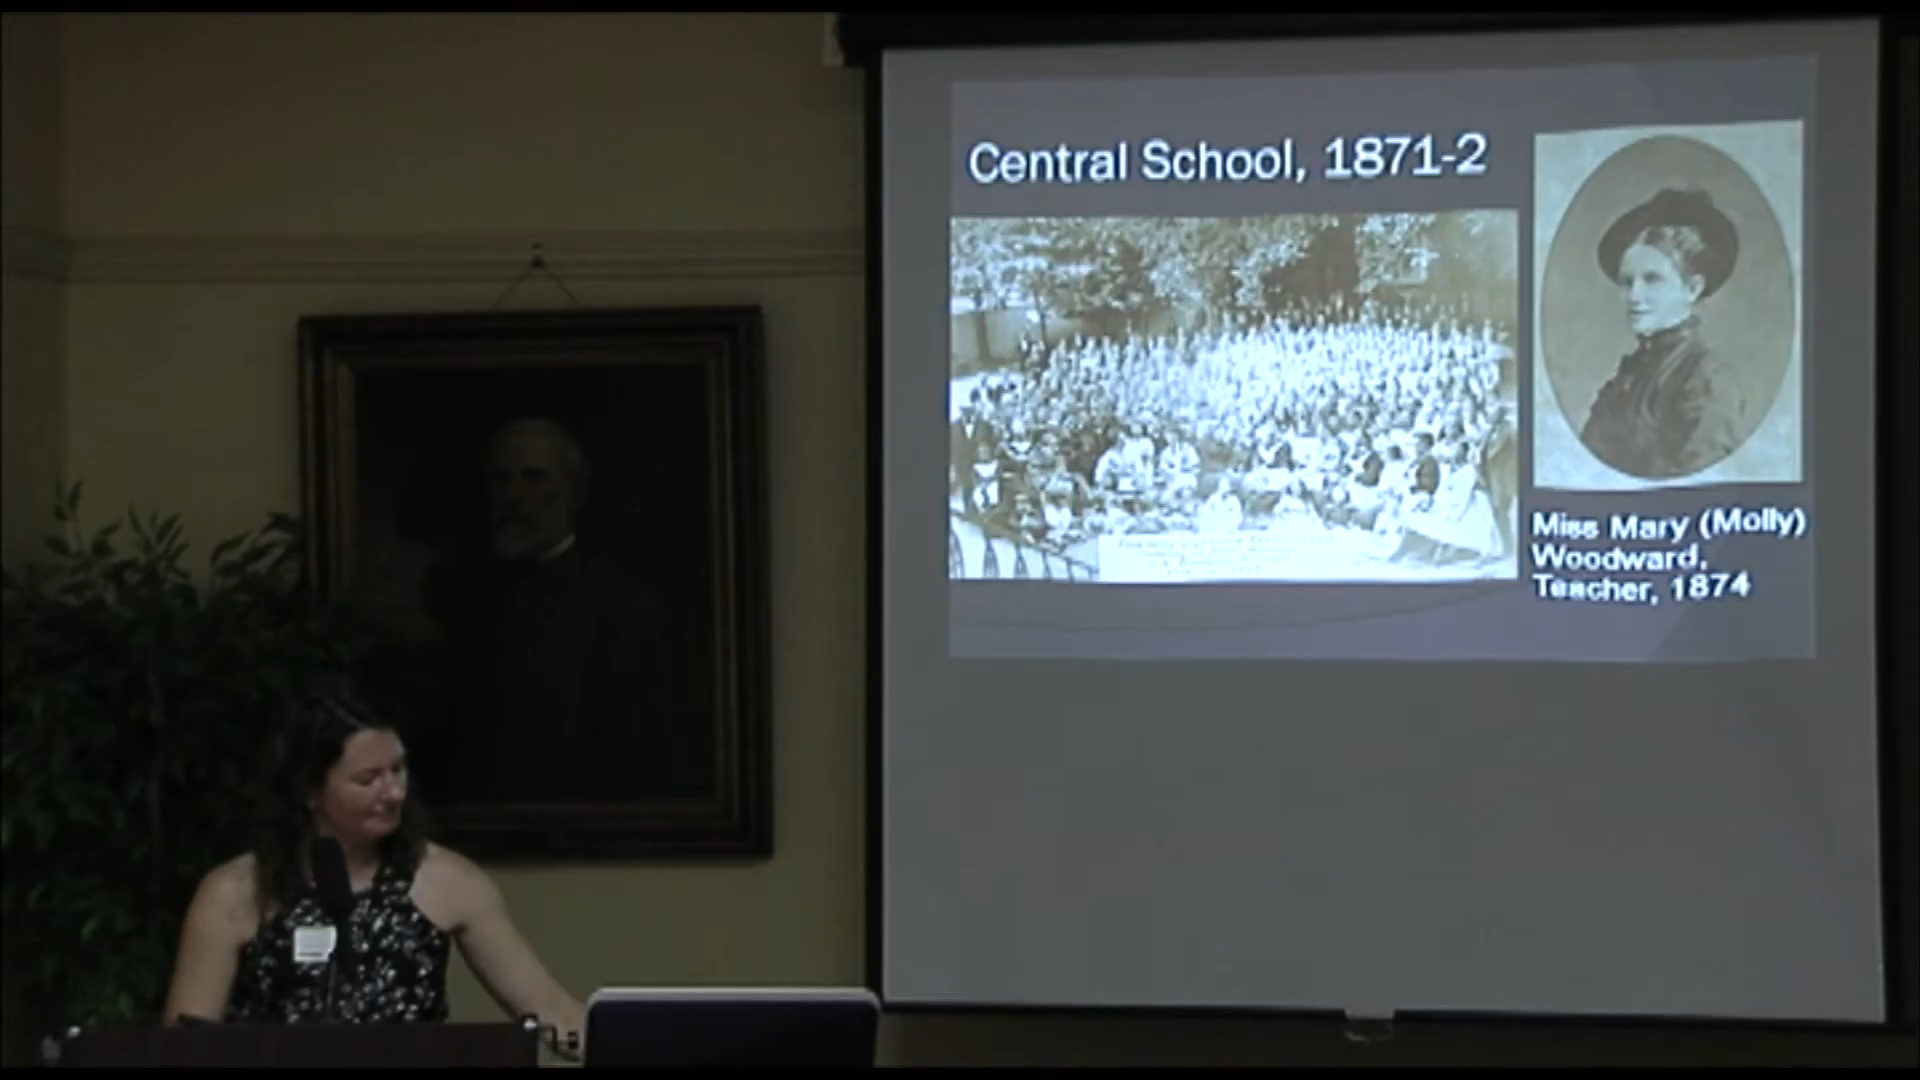 Central School, 1871-2
Miss Mary (Molly)
Woodward,
Teacher, 1874